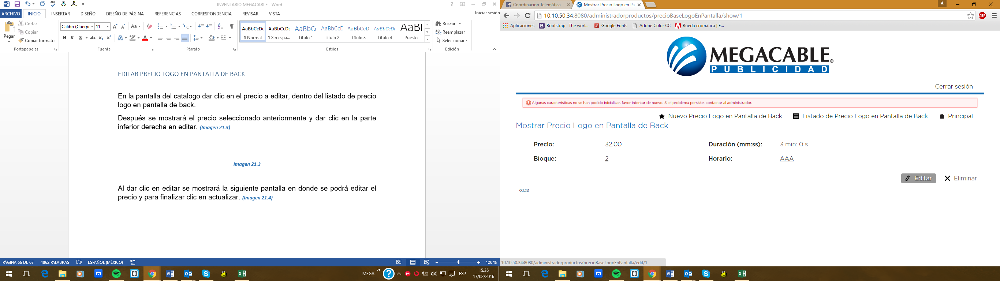 INVENTARIO MEGACABLE - Word
ARCHIVO INICIO INSERTAR DISEÑO DISEÑO DE PÁGINA REFERENCIAS CORRESPONDENCIA REVISAR VISTA Iniciar sesión
Pegar
Cortar
Copiar
Copiar formato
Portapapeles
Calibri (Cuerpo 11
N K S abc x₂ x²
Fuente
Párrafo
AaBbCcDc AaBbCcDc AaBbCc AaBbCcE AaBbCcD AaBbCcDc AaBl
¶ Normal ¶ Sin espa... Título 1 Título 2 Título 3 Título 4 Puesto
Estilos
Buscar
Reemplazar
Seleccionar
Edición
EDITAR PRECIO LOGO EN PANTALLA DE BACK
En la pantalla del catalogo dar clic en el precio a editar, dentro del listado de precio
logo en pantalla de back.
Después se mostrará el precio seleccionado anteriormente y dar clic en la parte
inferior derecha en editar. (Imagen 21.3)
Imagen 21.3
Al dar clic en editar se mostrará la siguiente pantalla en donde se podrá editar el
precio y para finalizar clic en actualizar. (Imagen 21.4)
PÁGINA 66 DE 67 4862 PALABRAS ESPAÑOL (MÉXICO) 120 %
MEGA ESP 15:35
17/02/2016
Coordinacion Telemática Mostrar Precio Logo en Pa
10.10.50.34:8080/administradorproductos/precioBaseLogoEnPantalla/show/1
ABP
Aplicaciones Bootstrap · The worl... Google Fonts Adobe Color CC Rueda cromática | E...
MEGACABLE®
PUBLICIDAD
Cerrar sesión
Algunas características no se han podido inicializar, favor intentar de nuevo. Si el problema persiste, contactar al administrador.
Nuevo Precio Logo en Pantalla de Back Listado de Precio Logo en Pantalla de Back Principal
Mostrar Precio Logo en Pantalla de Back
Precio: 32.00 Duración (mm:ss): 3 min: 0 s
Bloque: 2 Horario: AAA
Editar Eliminar
0.1.23
10.10.50.34:8080/administradorproductos/precioBaseLogoEnPantalla/edit/1